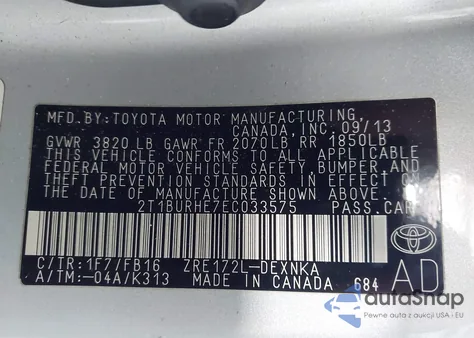 MFD.BY:TOYOTA MOTOR MANUFACTURING,
CANADA, INC. 09/13
GVWR 3820 LB GAWR FR 2070LB RR 1850LB
THIS VEHICLE CONFORMS TO ALL APPLICABLE
FEDERAL MOTOR VEHICLE SAFETY, BUMPER, AND
THEFT PREVENTION STANDARDS IN EFFECT ON
THE DATE OF MANUFACTURE SHOWN ABOVE.
2T1BURHE7EC033575 PASS.CAR
C/TR:1F7/FB16 ZRE172L-DEXNKA
A/TM:-04A/K313 MADE IN CANADA 684
TOYOTA
AD
autoSnap
Pewne auta z aukcji USA i EU